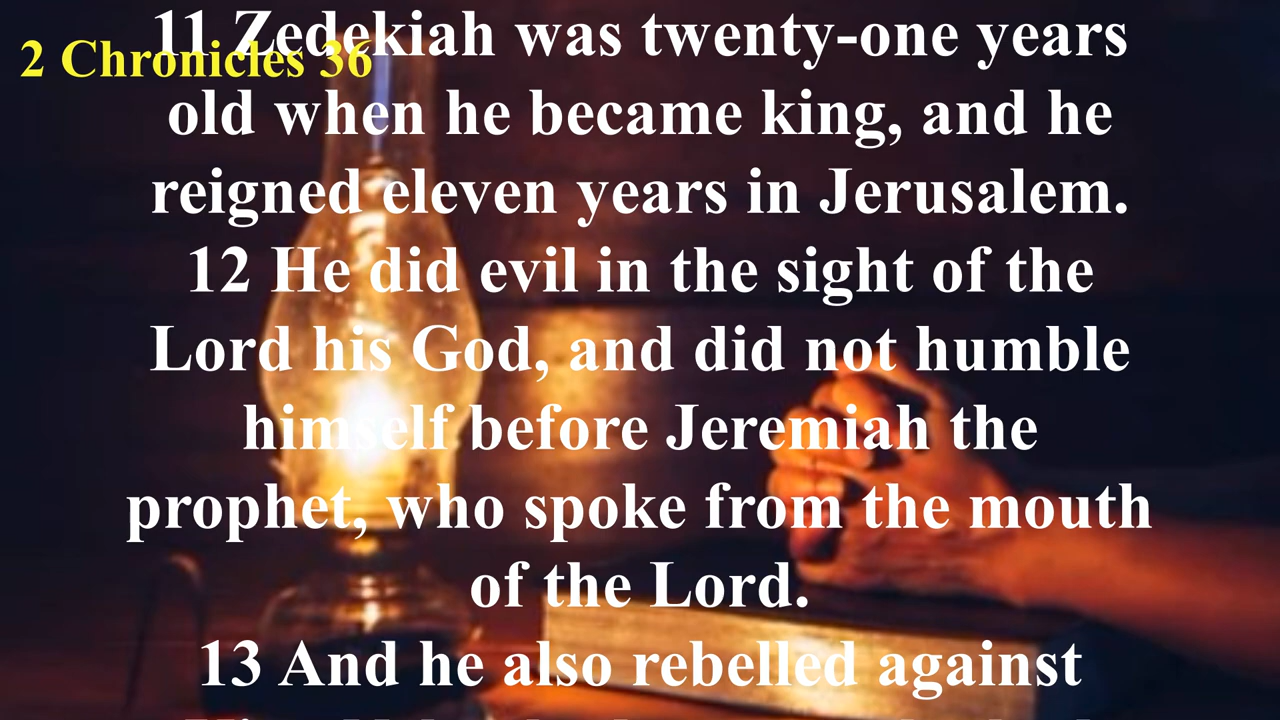 2 Chronicles 36
11 Zedekiah was twenty-one years
old when he became king, and he
reigned eleven years in Jerusalem.
12 He did evil in the sight of the
Lord his God, and did not humble
himself before Jeremiah the
prophet, who spoke from the mouth
of the Lord.
13 And he also rebelled against